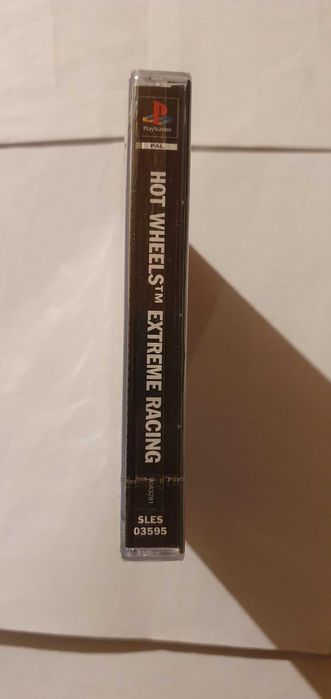 PlayStation
PAL
HOT WHEELS™ EXTREME RACING
SLES
03595